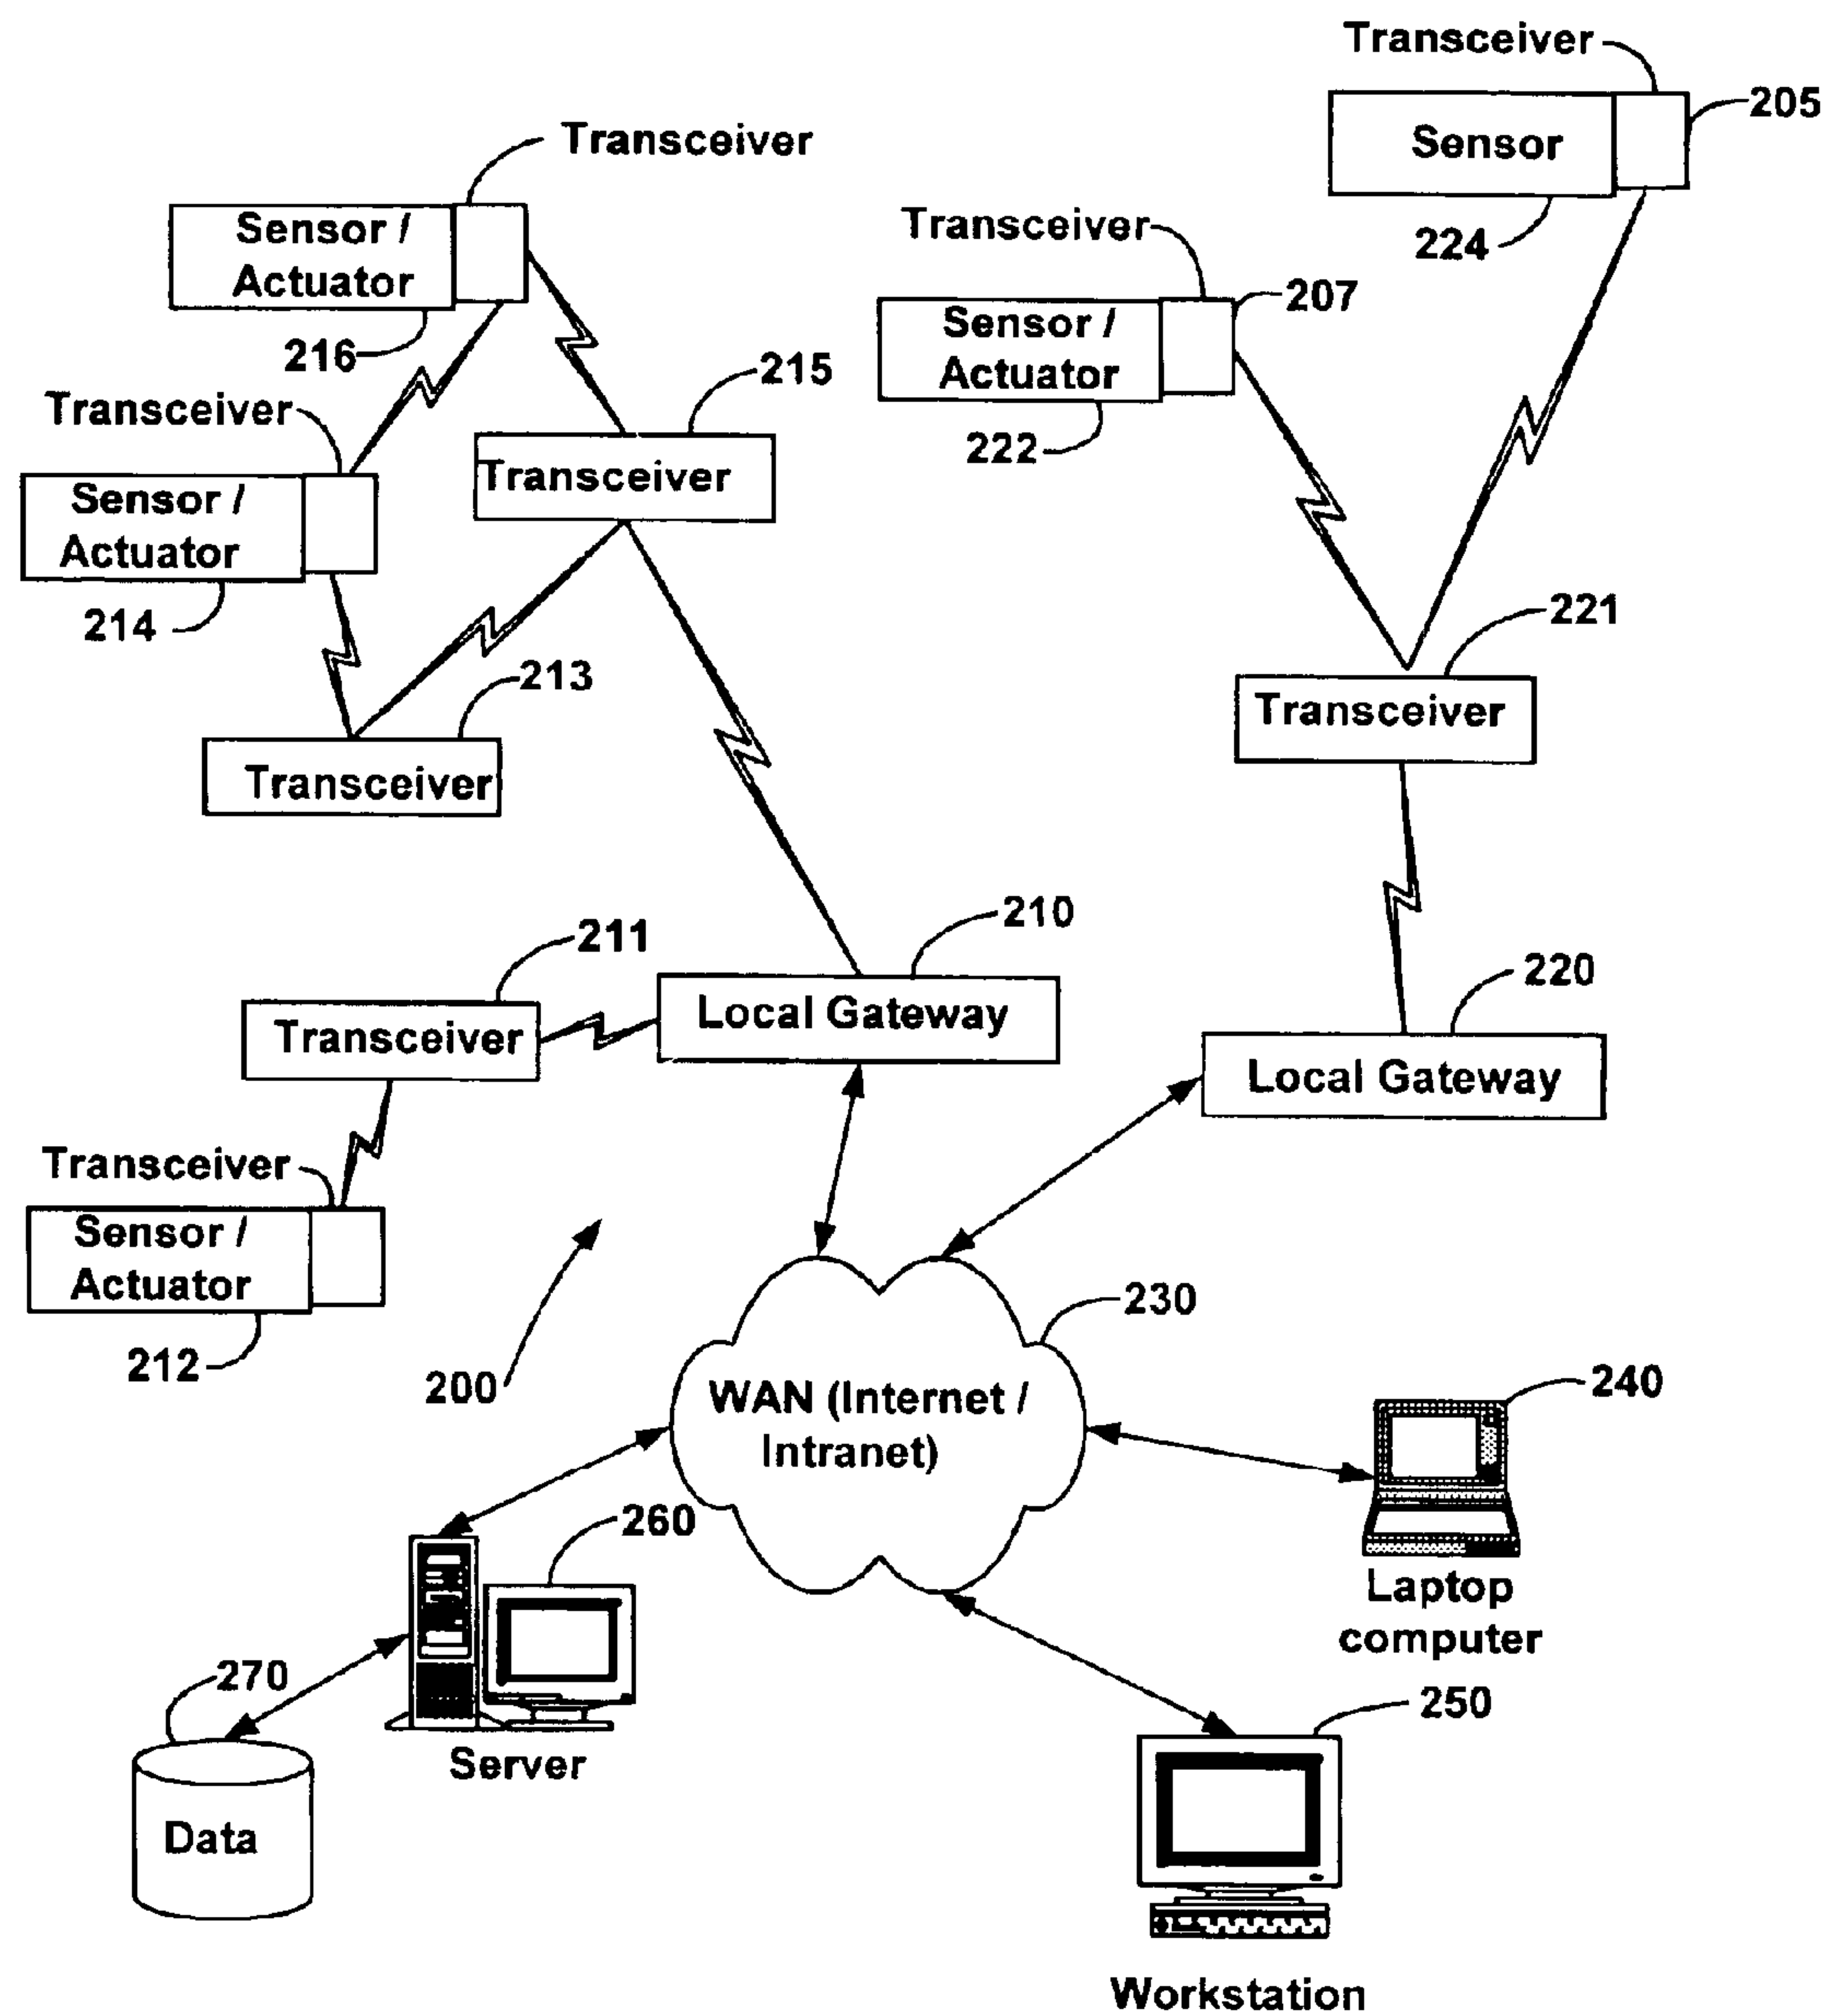 Transceiver
205
Sensor
224
Transceiver
Sensor /
Actuator
216
Transceiver
207
Sensor /
Actuator
222
215
Transceiver
Transceiver
Sensor /
Actuator
214
213
Transceiver
221
Transceiver
210
Local Gateway
211
Transceiver
220
Local Gateway
Transceiver
Sensor /
Actuator
212
200
230
WAN (Internet /
Intranet)
240
Laptop
computer
260
Server
270
Data
250
Workstation